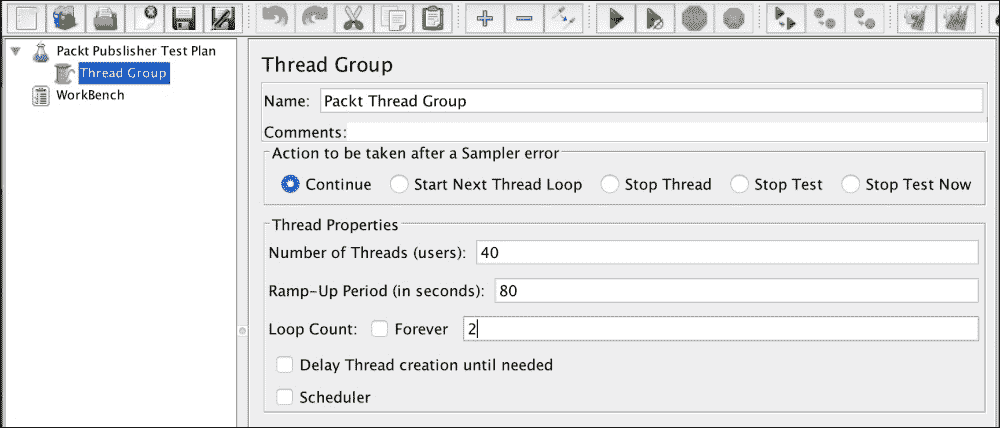 Packt Pubslisher Test Plan
Thread Group
WorkBench
Thread Group
Name: Packt Thread Group
Comments:
Action to be taken after a Sampler error
Continue Start Next Thread Loop Stop Thread Stop Test Stop Test Now
Thread Properties
Number of Threads (users): 40
Ramp-Up Period (in seconds): 80
Loop Count: Forever 2
Delay Thread creation until needed
Scheduler